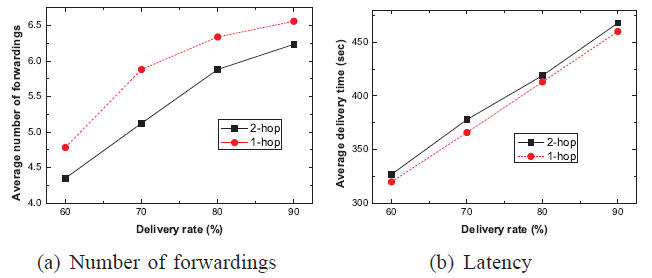 (a)
Average number of forwardings
6.5
6.0
5.5
5.0
4.5
4.0
2-hop
1-hop
60 70 80 90
Delivery rate (%)
(a) Number of forwardings
(b)
Average delivery time (sec)
450
400
350
300
2-hop
1-hop
60 70 80 90
Delivery rate (%)
(b) Latency